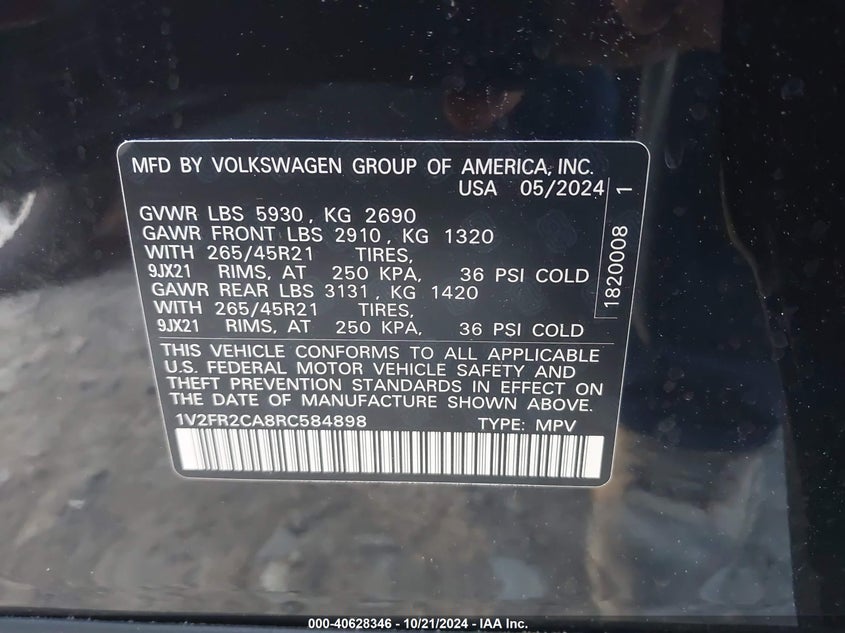 MFD BY VOLKSWAGEN GROUP OF AMERICA, INC.
USA 05/2024
GVWR LBS 5930, KG 2690
GAWR FRONT LBS 2910, KG 1320
WITH 265/45R21 TIRES,
9JX21 RIMS, AT 250 KPA, 36 PSI COLD
GAWR REAR LBS 3131, KG 1420
WITH 265/45R21 TIRES,
9JX21 RIMS, AT 250 KPA, 36 PSI COLD
1820008 1
THIS VEHICLE CONFORMS TO ALL APPLICABLE
U.S. FEDERAL MOTOR VEHICLE SAFETY AND
THEFT PREVENTION STANDARDS IN EFFECT ON
THE DATE OF MANUFACTURE SHOWN ABOVE.
1V2FR2CA8RC584898 TYPE: MPV
000-40628346 - 10/21/2024 - IAA Inc.